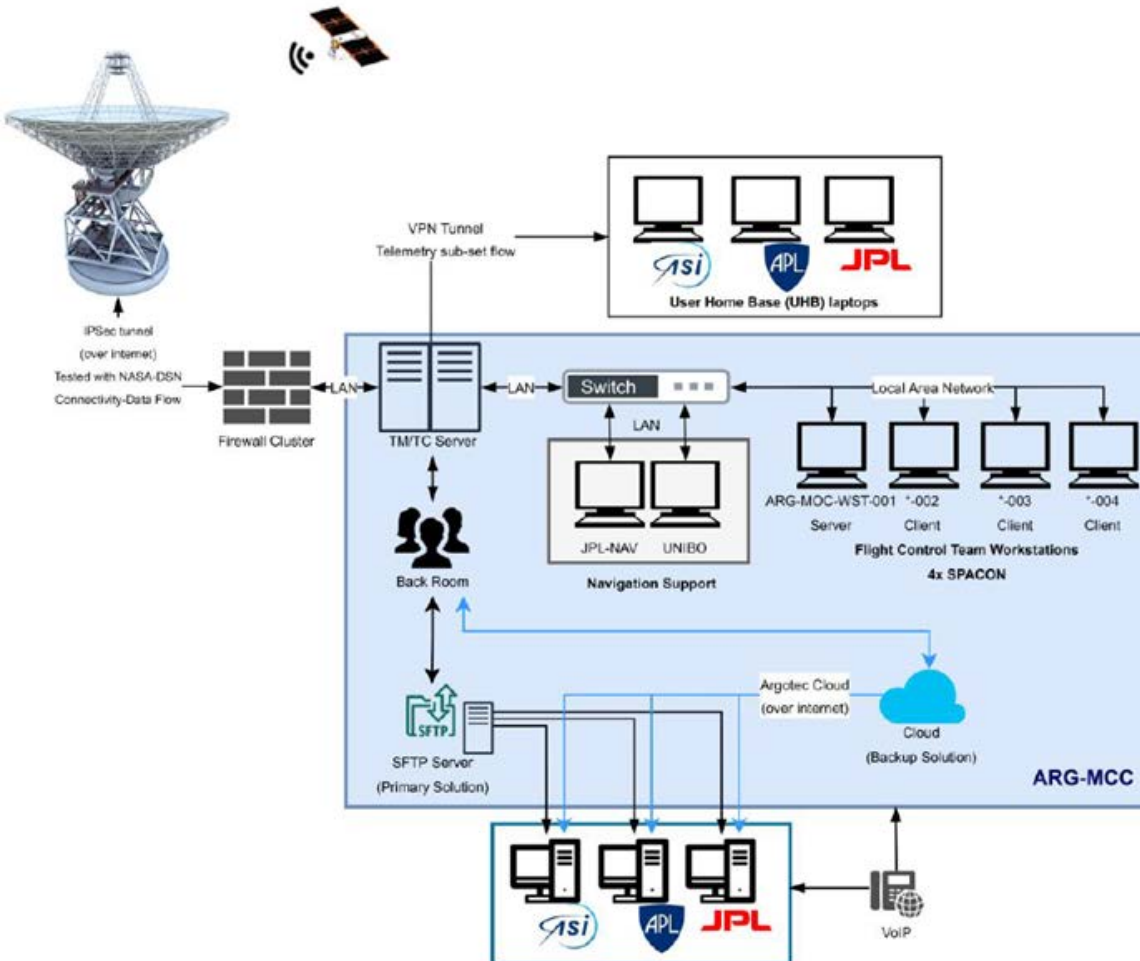 VPN Tunnel
Telemetry sub-set flow
asi
APL
JPL
User Home Base (UHB) laptops
IPSec tunnel
(over internet)
Tested with NASA-DSN
Connectivity-Data Flow
Firewall Cluster
LAN
TM/TC Server
LAN
Switch
LAN
JPL-NAV
UNIBO
Navigation Support
Local Area Network
ARG-MOC-WST-001
Server
*-002
Client
*-003
Client
*-004
Client
Flight Control Team Workstations
4x SPACON
Back Room
SFTP
SFTP Server
(Primary Solution)
Argotec Cloud
(over internet)
Cloud
(Backup Solution)
ARG-MCC
asi
APL
JPL
VoIP